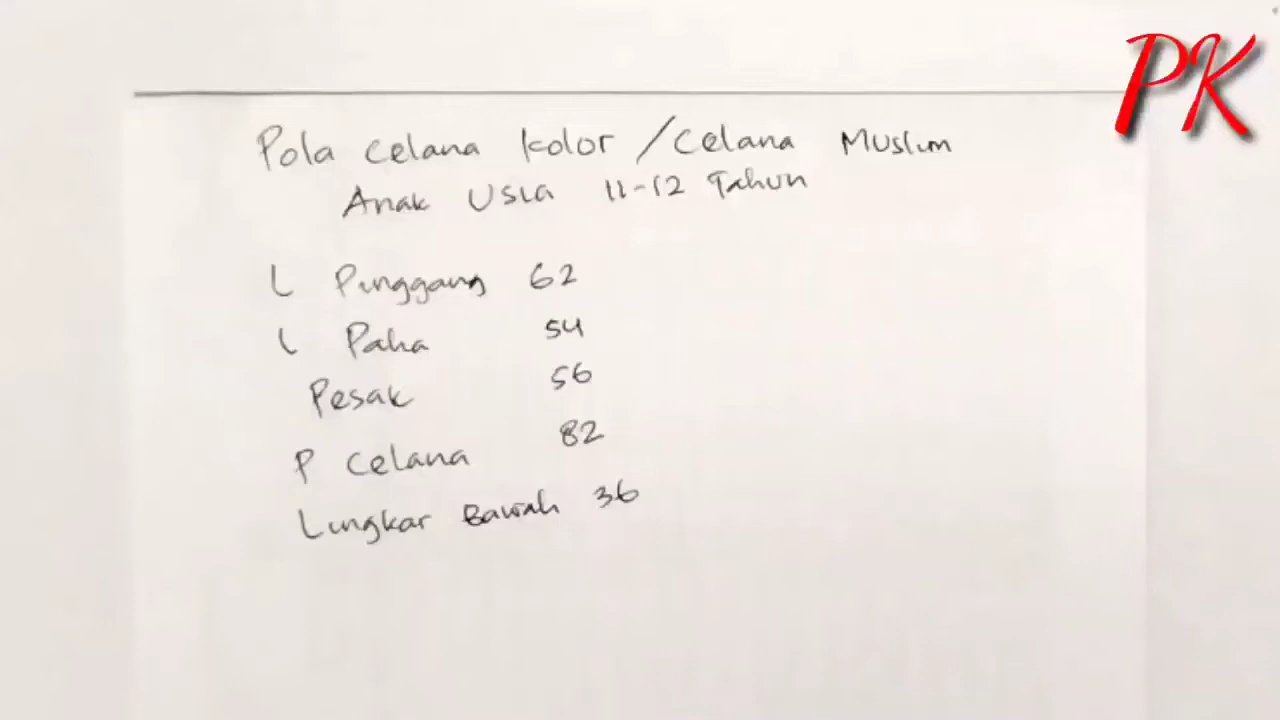 PK
Pola Celana Kolor / Celana Muslim
Anak Usia 11-12 Tahun
L Pinggang 62
L Paha 54
Pesak 56
P Celana 82
Lingkar Bawah 36